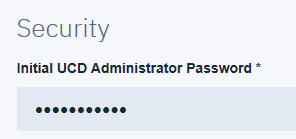 Security
Initial UCD Administrator Password *
•••••••••••